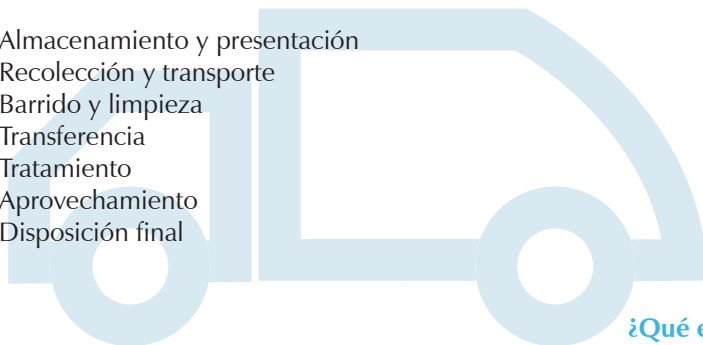 Almacenamiento y presentación
Recolección y transporte
Barrido y limpieza
Transferencia
Tratamiento
Aprovechamiento
Disposición final
¿Qué e